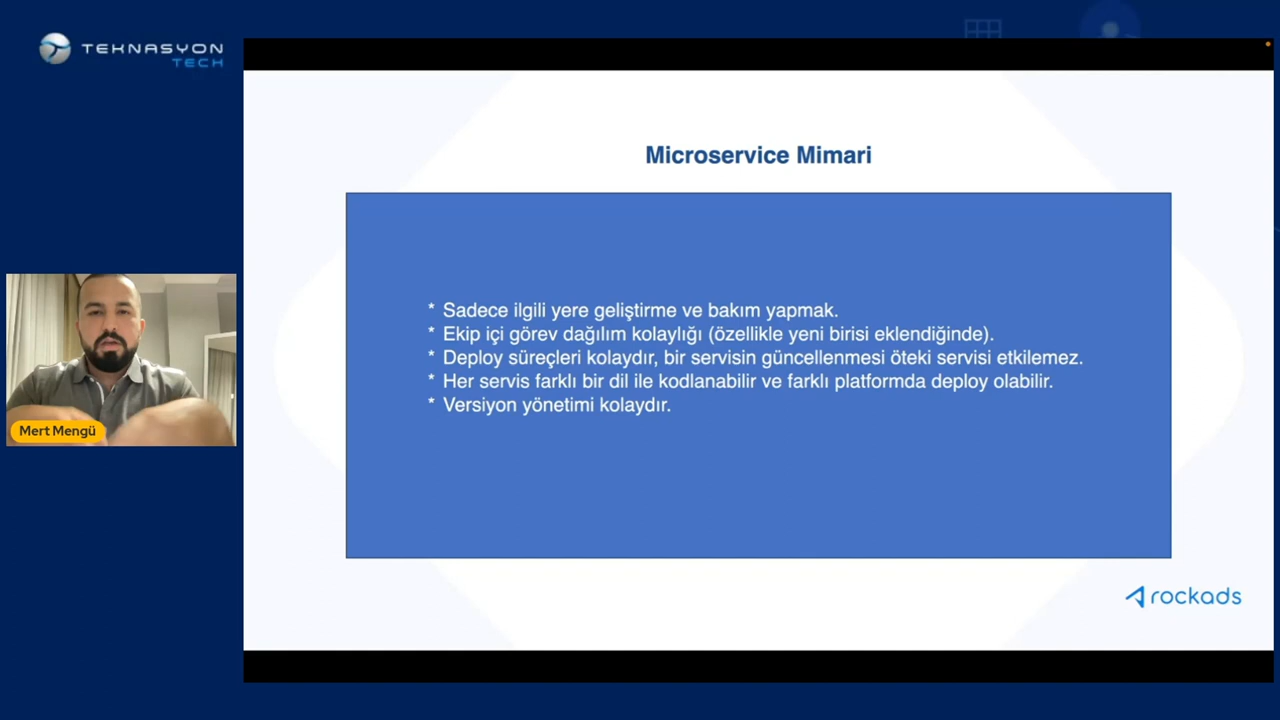 TEKNASYON
TECH
Microservice Mimari
* Sadece ilgili yere geliştirme ve bakım yapmak.
* Ekip içi görev dağılım kolaylığı (özellikle yeni birisi eklendiğinde).
* Deploy süreçleri kolaydır, bir servisin güncellenmesi öteki servisi etkilemez.
* Her servis farklı bir dil ile kodlanabilir ve farklı platformda deploy olabilir.
* Versiyon yönetimi kolaydır.
Mert Mengü
rockads